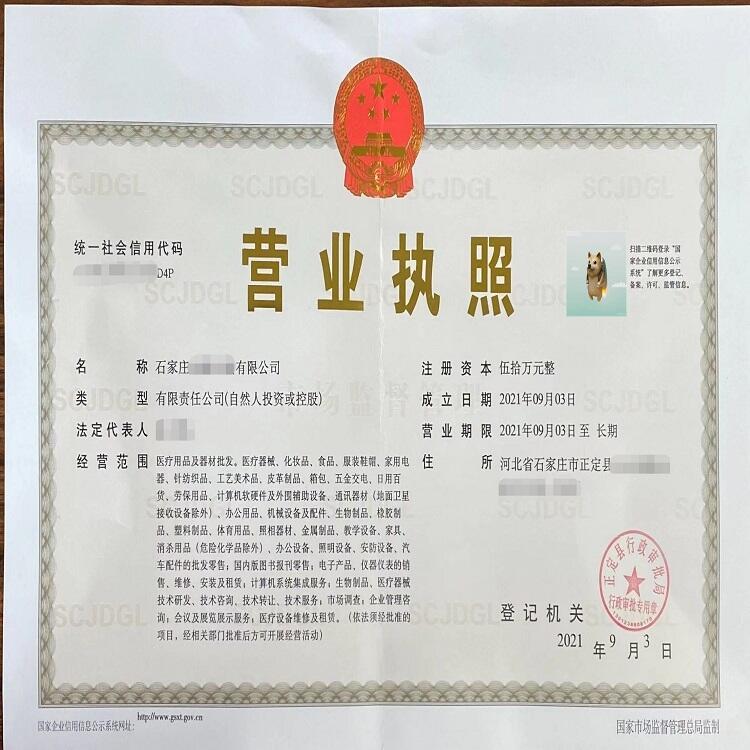 统一社会信用代码
D4P
营业执照
扫描二维码登录“国
家企业信用信息公示
系统”了解更多登记、
备案、许可、监管信息。
名 称 石家庄 有限公司
类 型 有限责任公司(自然人投资或控股)
法定代表人
经营范围 医疗用品及器材批发。医疗器械、化妆品、食品、服装鞋帽、家用电
器、针纺织品、工艺美术品、皮革制品、箱包、五金交电、日用百
货、劳保用品、计算机软硬件及外围辅助设备、通讯器材(地面卫星
接收设备除外)、办公用品、机械设备及配件、生物制品、橡胶制
品、塑料制品、体育用品、照相器材、金属制品、教学设备、家具、
消杀用品(危险化学品除外)、办公设备、照明设备、安防设备、汽
车配件的批发零售;国内版图书报刊零售;电子产品、仪器仪表的销
售、维修、安装及租赁;计算机系统集成服务;生物制品、医疗器械
技术研发、技术咨询、技术转让、技术服务;市场调查;企业管理咨
询;会议及展览展示服务;医疗设备维修及租赁。(依法须经批准的
项目,经相关部门批准后方可开展经营活动)
注册资本 伍拾万元整
成立日期 2021年09月03日
营业期限 2021年09月03日 至 长期
住 所 河北省石家庄市正定县
正定县行政审批局
行政审批专用章
登记机关
2021 年 9 月 3 日
国家企业信用信息公示系统网址: http://www.gsxt.gov.cn
国家市场监督管理总局监制
SCJDGL
市场监督管理